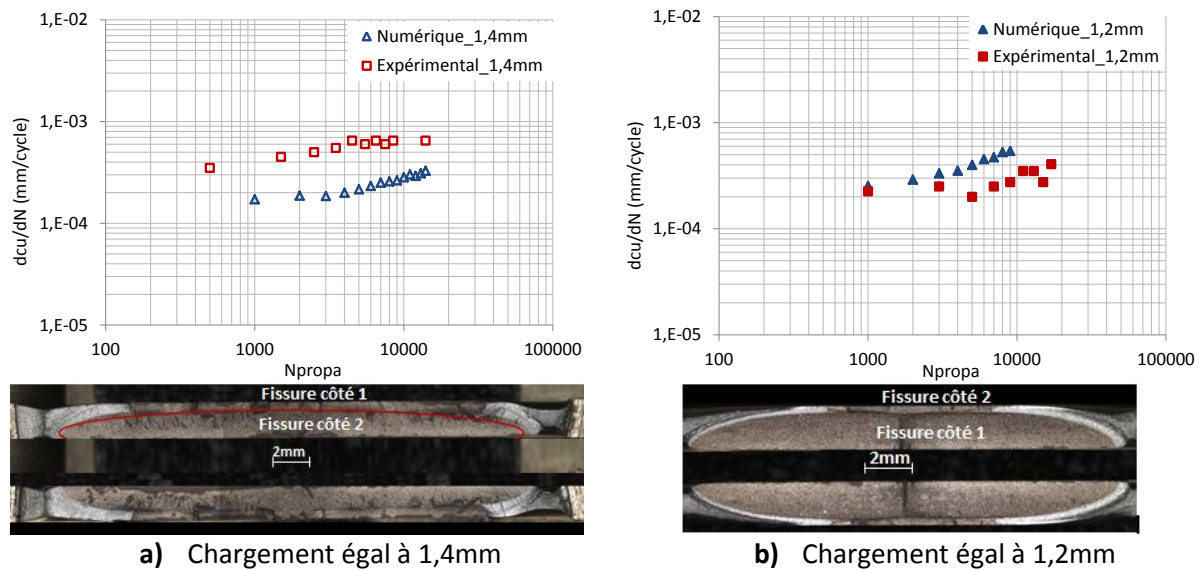 1,E-02
1,E-03
1,E-04
1,E-05
dcu/dN (mm/cycle)
100
1000
10000
100000
Npropa
Numérique_1,4mm
Expérimental_1,4mm
Fissure côté 1
Fissure côté 2
2mm
a) Chargement égal à 1,4mm
1,E-02
1,E-03
1,E-04
1,E-05
dcu/dN (mm/cycle)
100
1000
10000
100000
Npropa
Numérique_1,2mm
Expérimental_1,2mm
Fissure côté 2
Fissure côté 1
2mm
b) Chargement égal à 1,2mm